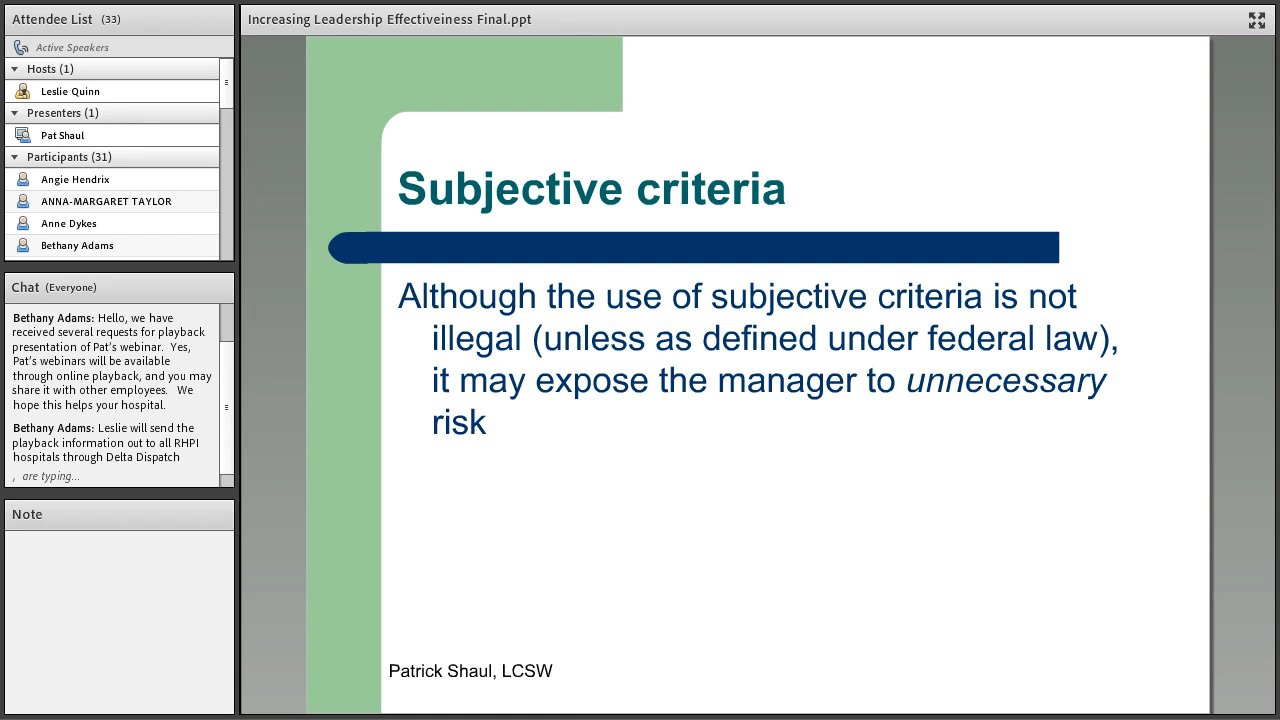 Attendee List (33)
Active Speakers
Hosts (1)
Leslie Quinn
Presenters (1)
Pat Shaul
Participants (31)
Angie Hendrix
ANNA-MARGARET TAYLOR
Anne Dykes
Bethany Adams
Chat (Everyone)
Bethany Adams: Hello, we have
received several requests for playback
presentation of Pat's webinar. Yes,
Pat's webinars will be available
through online playback, and you may
share it with other employees. We
hope this helps your hospital.
Bethany Adams: Leslie will send the
playback information out to all RHPI
hospitals through Delta Dispatch
, are typing...
Note
Increasing Leadership Effectiveiness Final.ppt
Subjective criteria
Although the use of subjective criteria is not
illegal (unless as defined under federal law),
it may expose the manager to unnecessary
risk
Patrick Shaul, LCSW